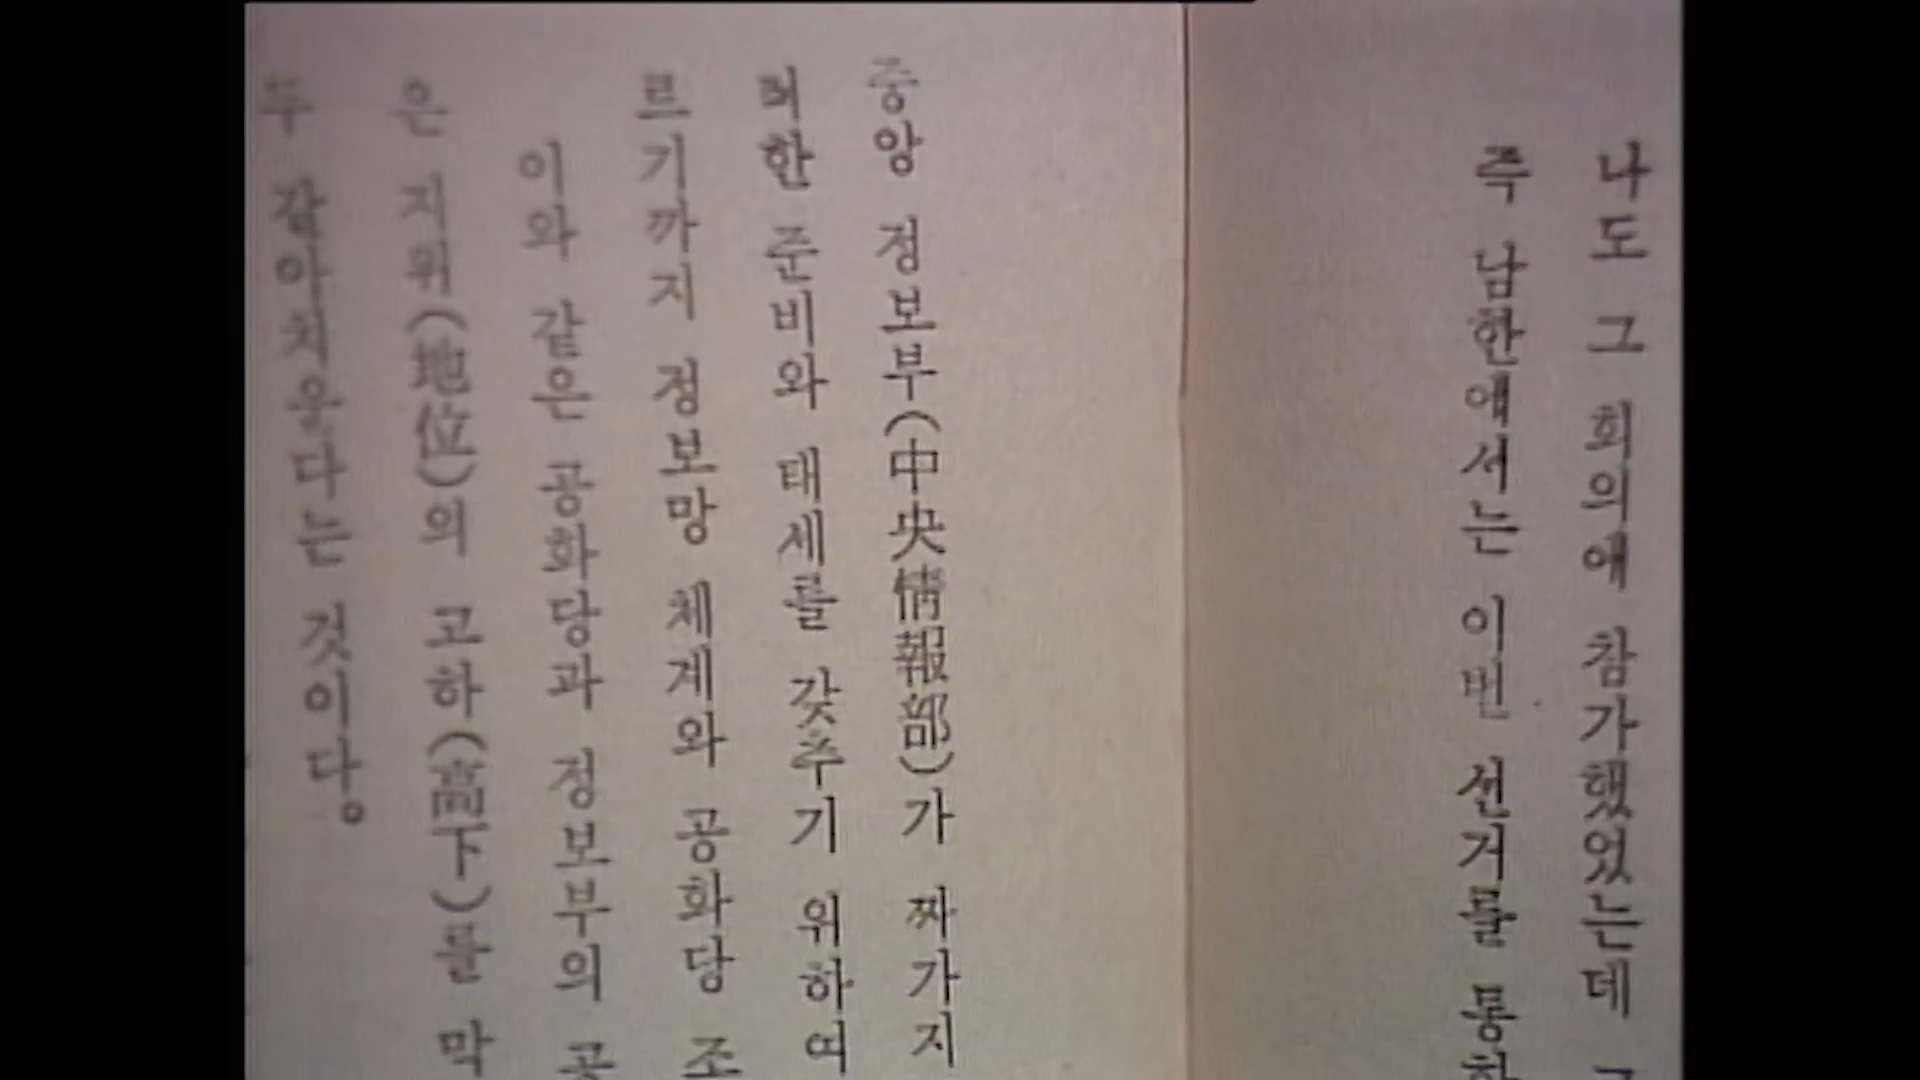 나도 그 회의에 참가했었는데
즉 남한에서는 이번 선거를 통하
중앙 정보부(中央情報部)가 짜가지
한 준비와 태세를 갖추기 위하여
르기까지 정보망 체계와 공화당 조
이와 같은 공화당과 정보부의 공
은 지위(地位)의 고하(高下)를 막
두 갈아치운다는 것이다。